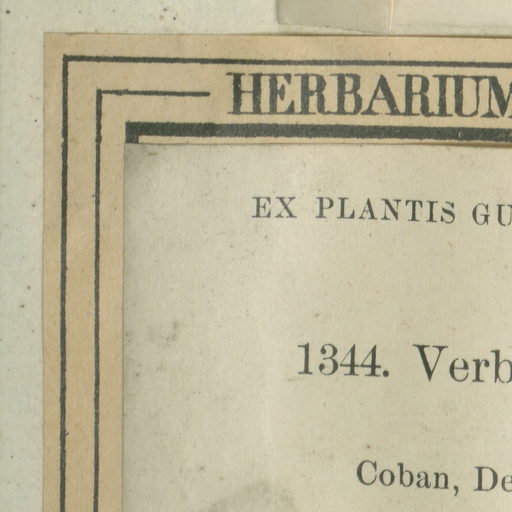 HERBARIUM
EX PLANTIS GU
1344. Verb
Coban, De